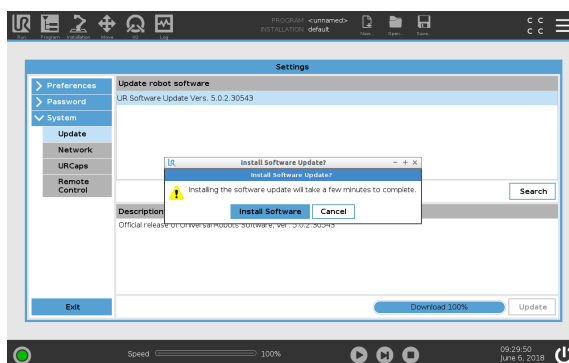 PROGRAM <unnamed>
INSTALLATION default
Run
Program
Installation
Move
I/O
Log
New...
Open...
Save...
C C
C C
Settings
Preferences
Password
System
Update
Network
URCaps
Remote
Control
Exit
Update robot software
UR Software Update Vers. 5.0.2.30543
Search
Install Software Update?
Install Software Update?
Installing the software update will take a few minutes to complete.
Install Software
Cancel
Description
Official release of Universal Robots Software, ver. 5.0.2.30543
Download 100%
Update
Speed
100%
09:29:50
June 6, 2018